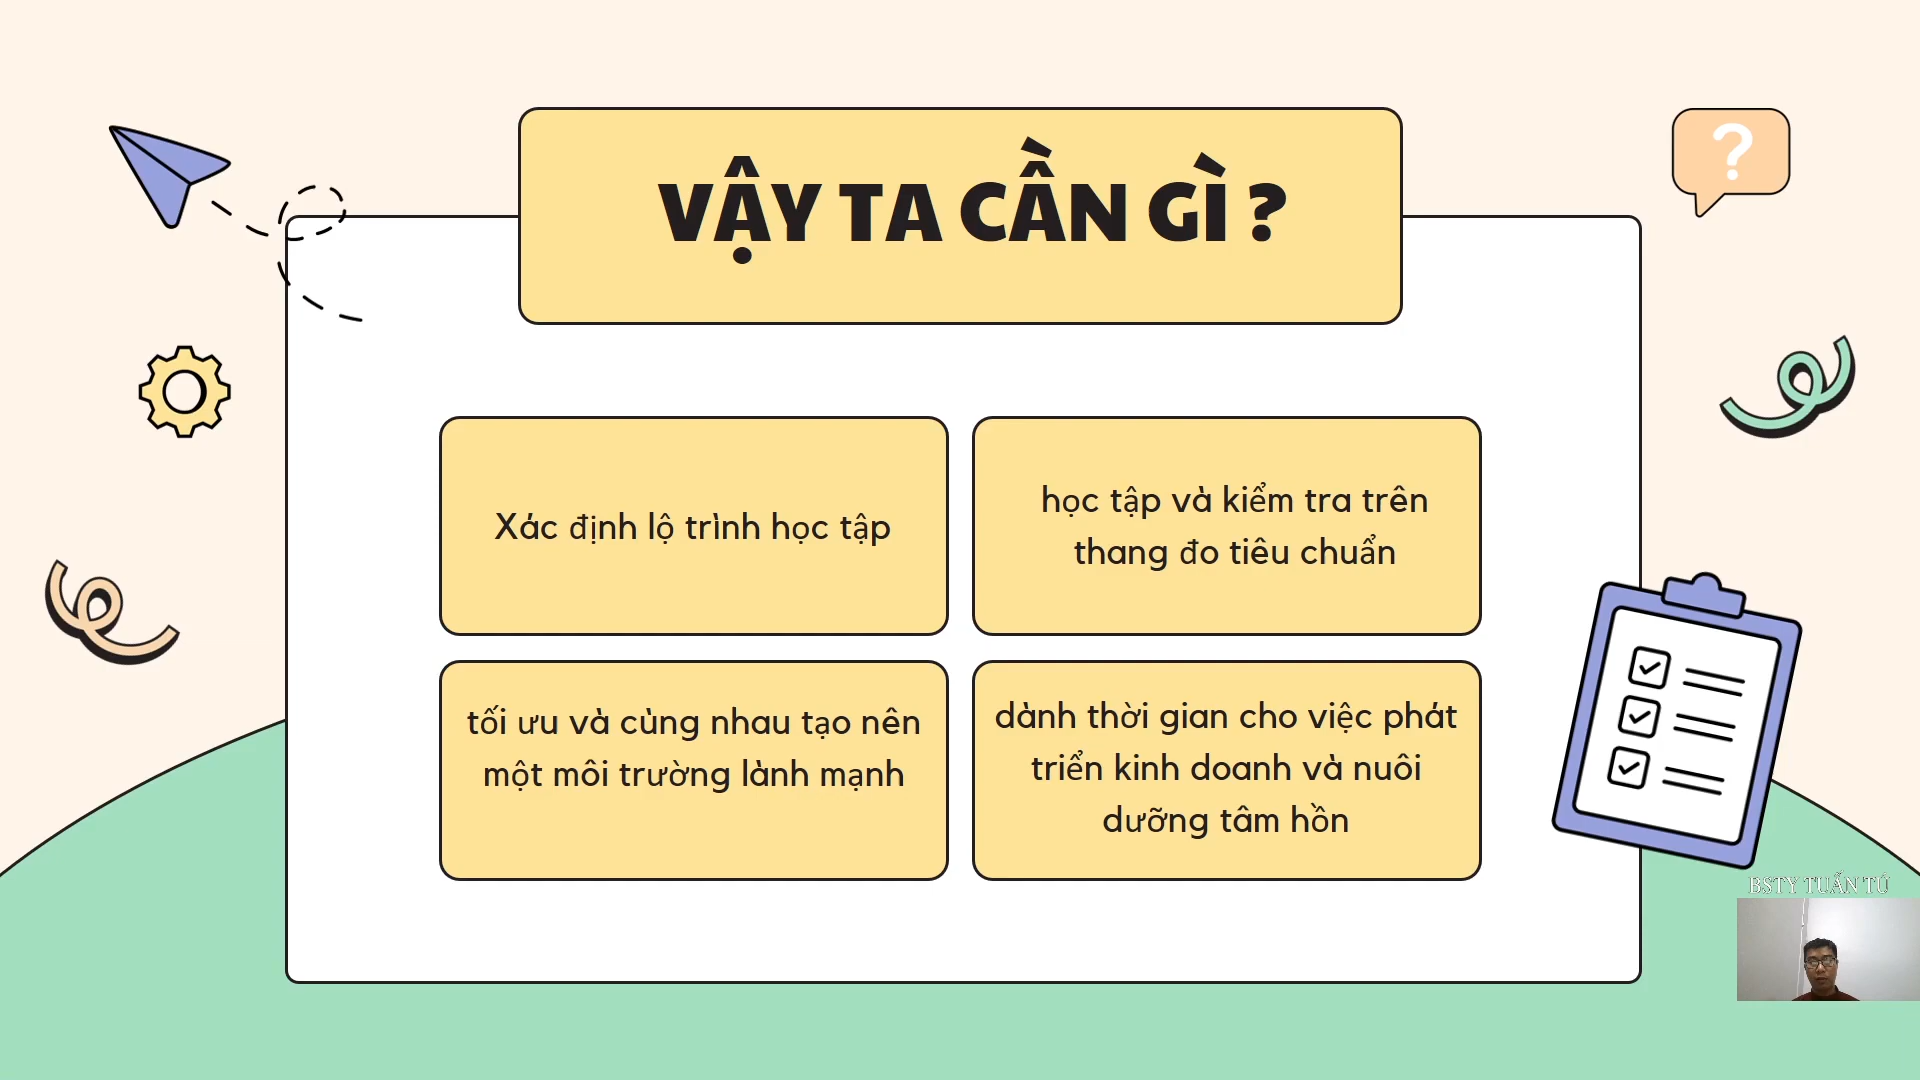 VẬY TA CẦN GÌ ?
Xác định lộ trình học tập
học tập và kiểm tra trên
thang đo tiêu chuẩn
tối ưu và cùng nhau tạo nên
một môi trường lành mạnh
dành thời gian cho việc phát
triển kinh doanh và nuôi
dưỡng tâm hồn
?
BSTY TUẤN TÚ